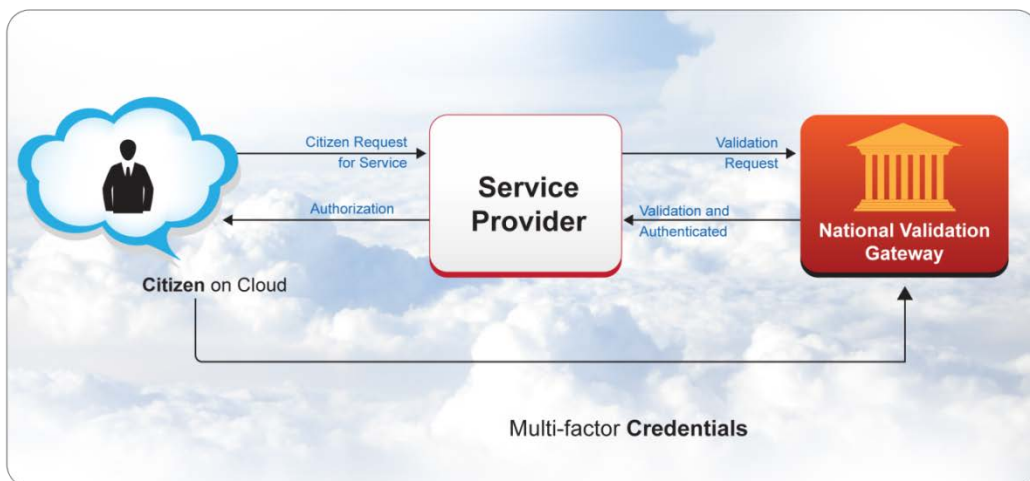 Citizen Request
for Service
Authorization
Citizen on Cloud
Service
Provider
Validation
Request
Validation and
Authenticated
National Validation
Gateway
Multi-factor Credentials